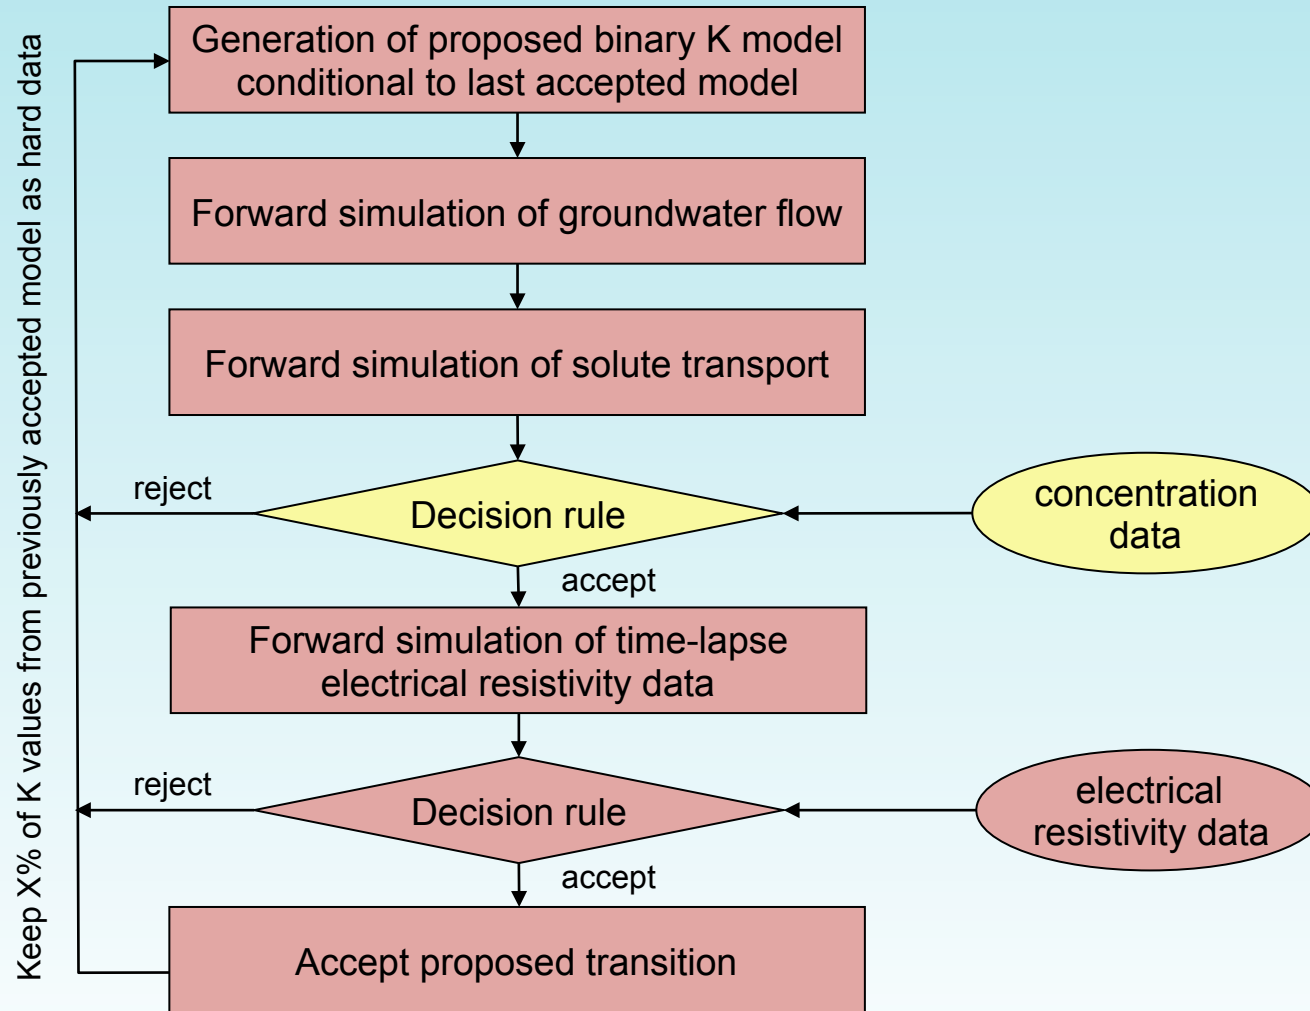 Keep X% of K values from previously accepted model as hard data
Generation of proposed binary K model
conditional to last accepted model
Forward simulation of groundwater flow
Forward simulation of solute transport
reject
Decision rule
concentration
data
accept
Forward simulation of time-lapse
electrical resistivity data
reject
Decision rule
electrical
resistivity data
accept
Accept proposed transition